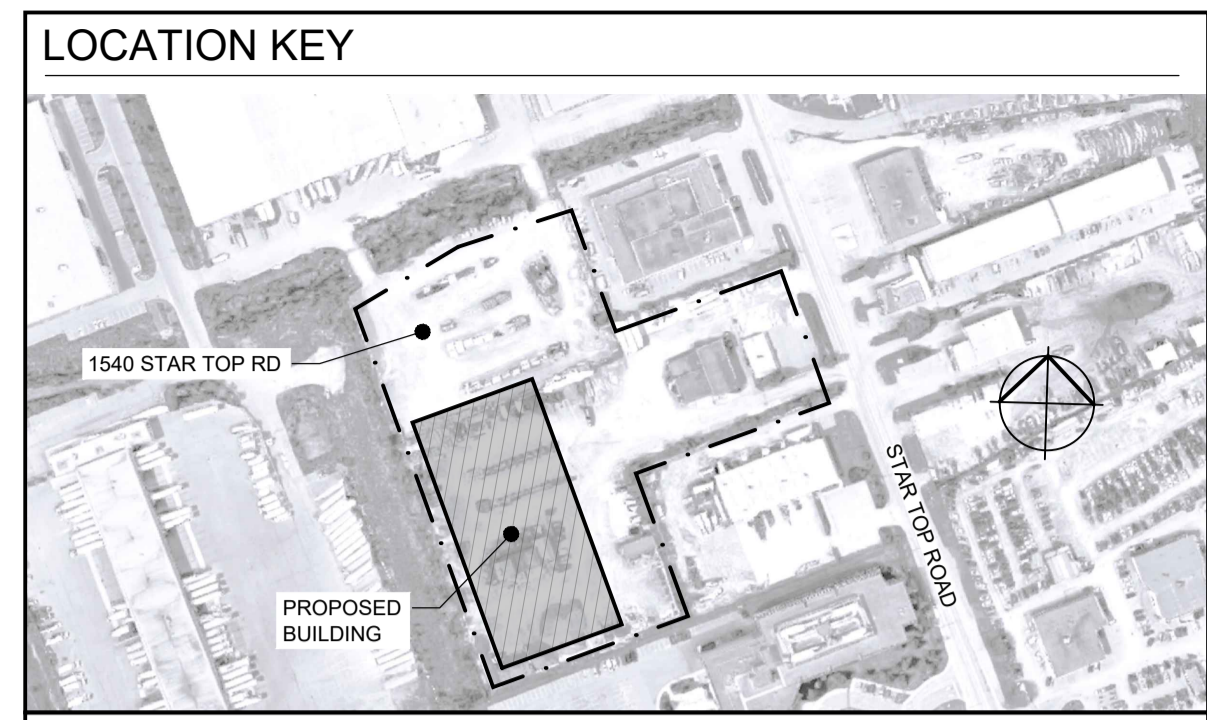 LOCATION KEY
1540 STAR TOP RD
STAR TOP ROAD
PROPOSED
BUILDING